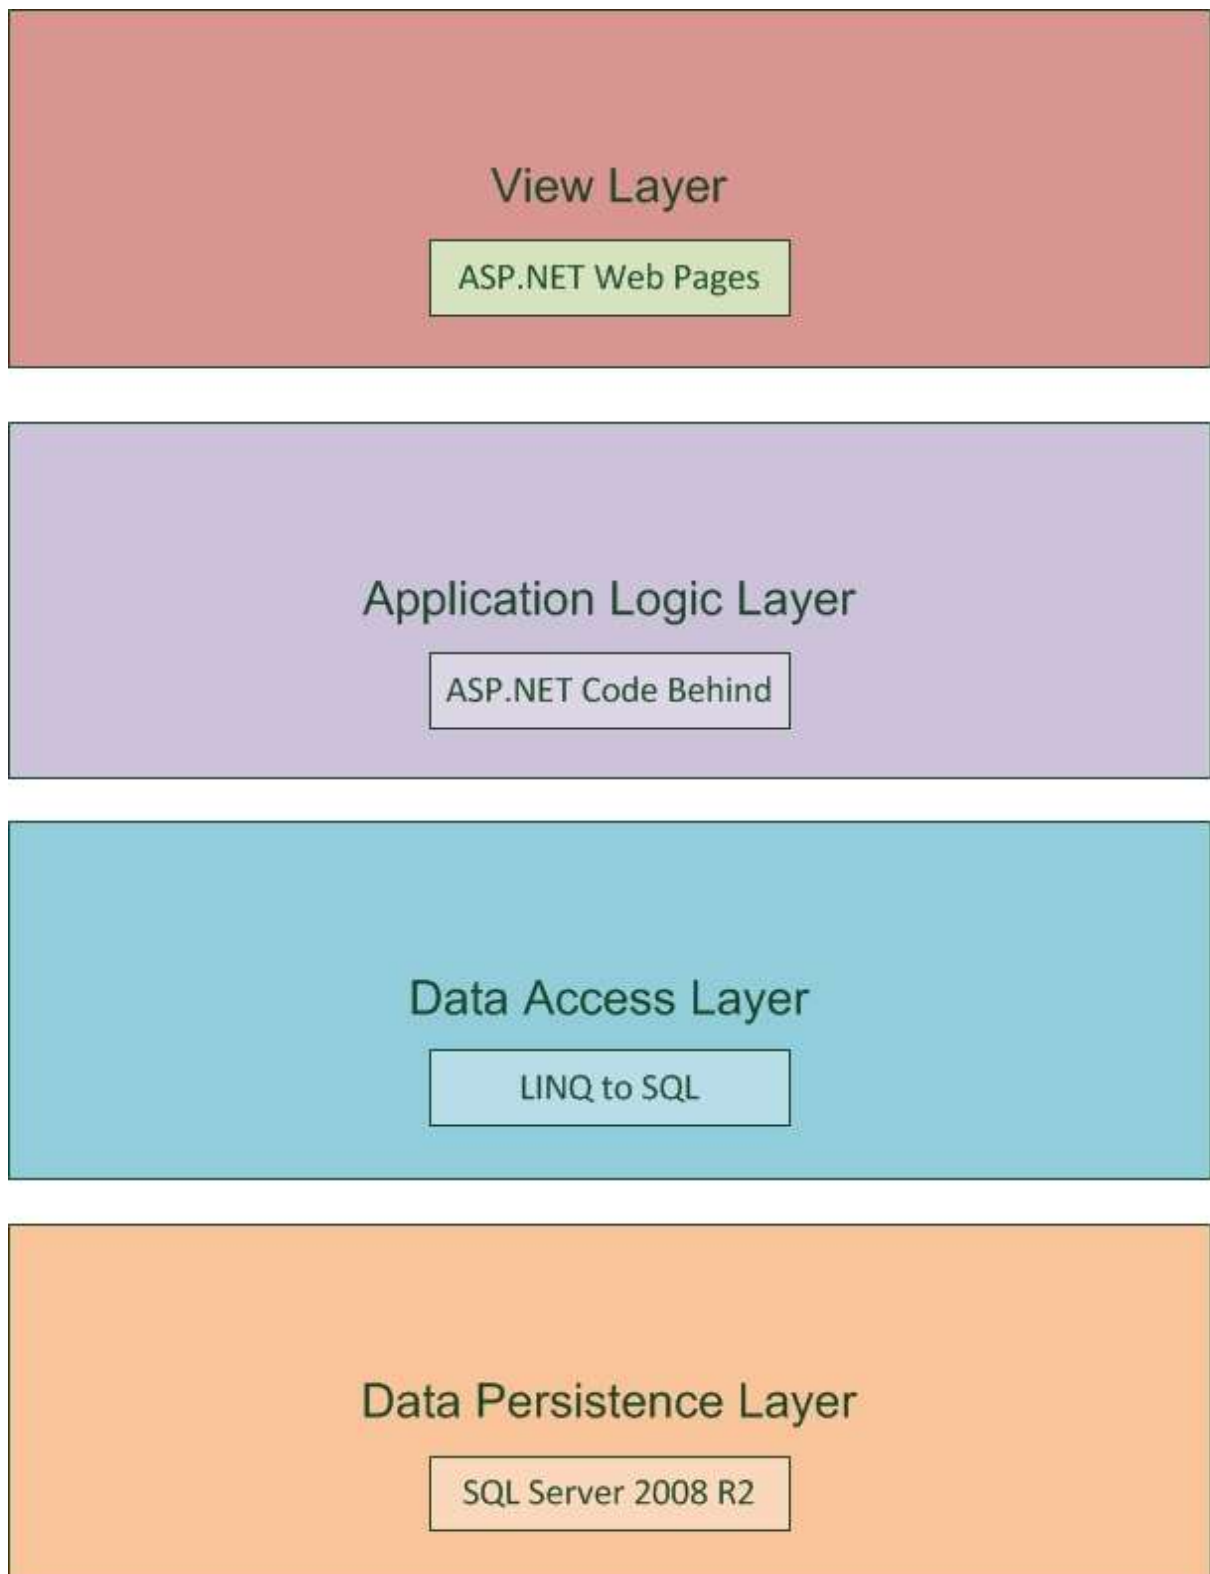 View Layer
ASP.NET Web Pages
Application Logic Layer
ASP.NET Code Behind
Data Access Layer
LINQ to SQL
Data Persistence Layer
SQL Server 2008 R2